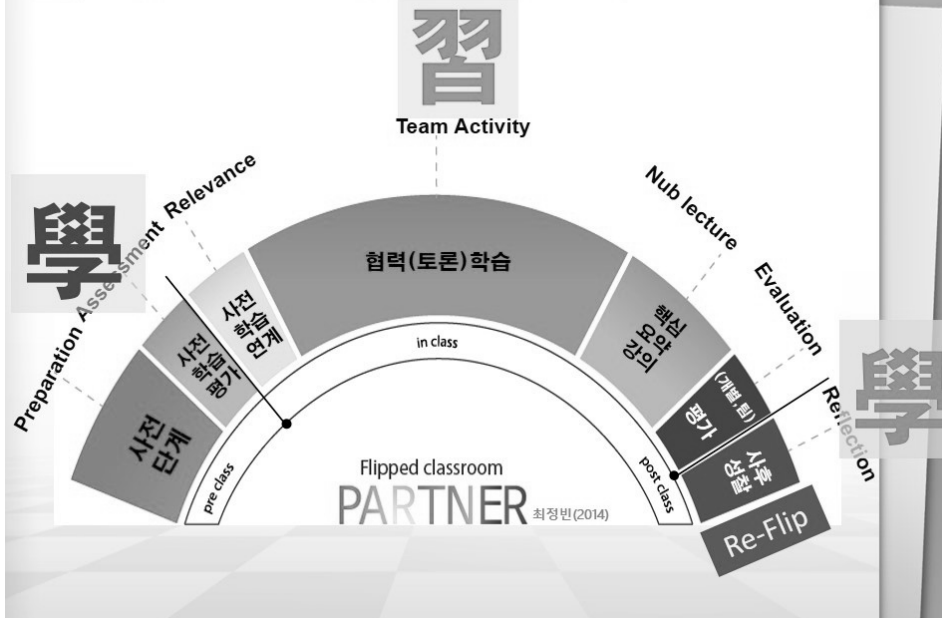 習
Team Activity
學
Preparation
Assessment
Relevance
Nub lecture
Evaluation
Reflection
學
사전
단계
사전
학습
평가
사전
학습
연계
협력(토론)학습
핵심
요약
강의
(개별,팀)
평가
사후
성찰
Re-Flip
pre class
in class
post class
Flipped classroom
PARTNER 최정빈(2014)